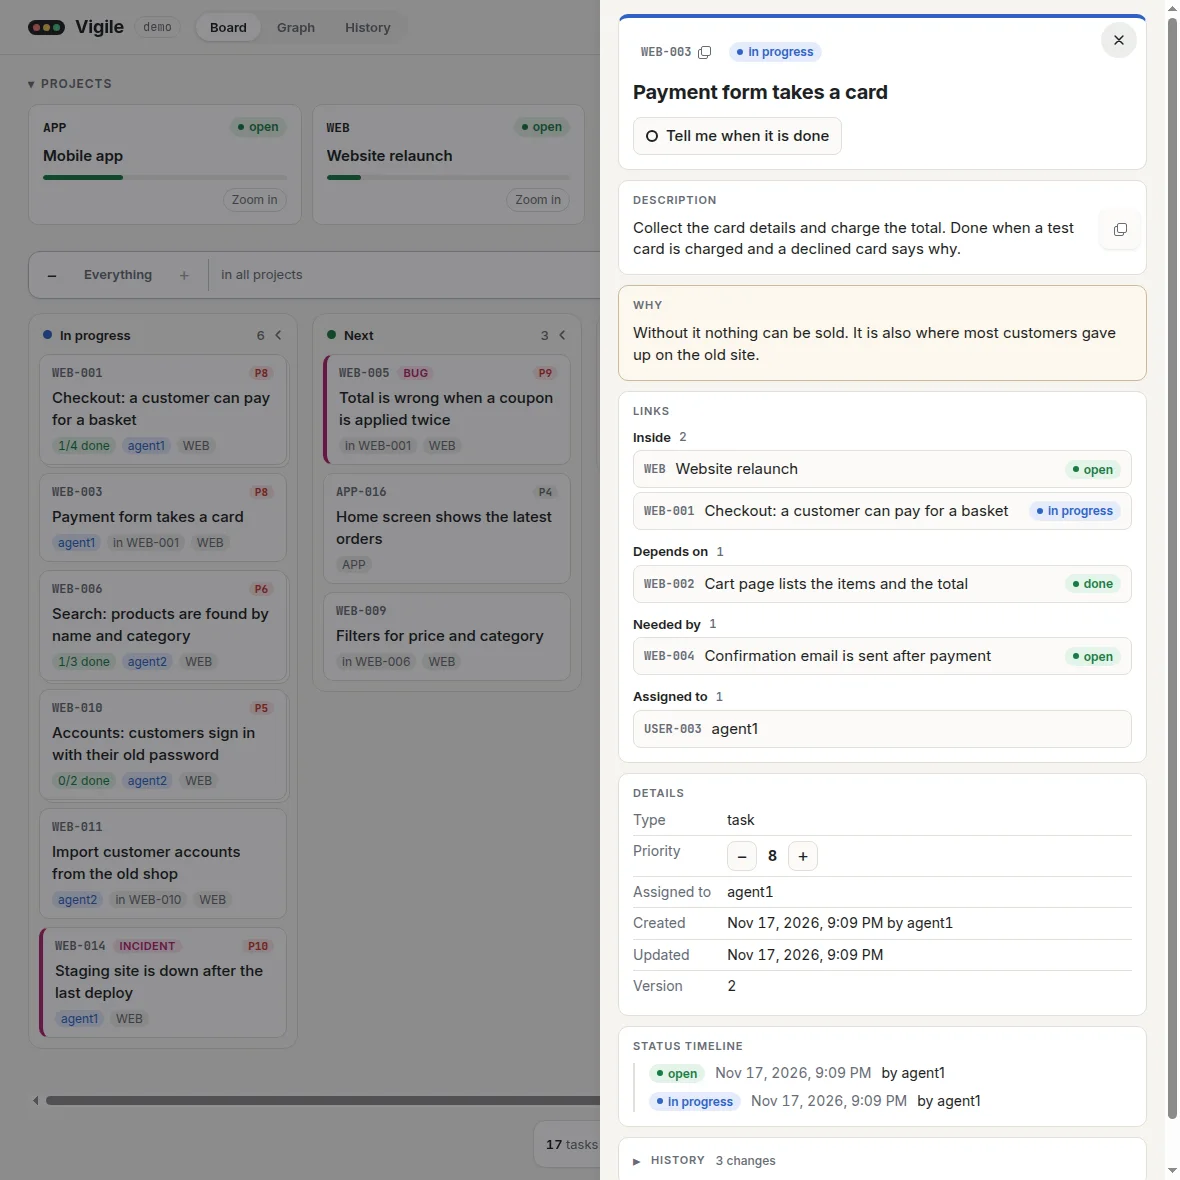 Vigile demo Board Graph History
PROJECTS
APP open
Mobile app
Zoom in
WEB open
Website relaunch
Zoom in
− Everything + in all projects
In progress 6
WEB-001 P8
Checkout: a customer can pay
for a basket
1/4 done agent1 WEB
WEB-003 P8
Payment form takes a card
agent1 in WEB-001 WEB
WEB-006 P6
Search: products are found by
name and category
1/3 done agent2 WEB
WEB-010 P5
Accounts: customers sign in
with their old password
0/2 done agent2 WEB
WEB-011
Import customer accounts
from the old shop
agent2 in WEB-010 WEB
WEB-014 INCIDENT P10
Staging site is down after the
last deploy
agent1 WEB
Next 3
WEB-005 BUG P9
Total is wrong when a coupon
is applied twice
in WEB-001 WEB
APP-016 P4
Home screen shows the latest
orders
APP
WEB-009
Filters for price and category
in WEB-006 WEB
17 tasks
WEB-003 in progress
Payment form takes a card
Tell me when it is done
DESCRIPTION
Collect the card details and charge the total. Done when a test
card is charged and a declined card says why.
WHY
Without it nothing can be sold. It is also where most customers gave
up on the old site.
LINKS
Inside 2
WEB Website relaunch open
WEB-001 Checkout: a customer can pay for a basket in progress
Depends on 1
WEB-002 Cart page lists the items and the total done
Needed by 1
WEB-004 Confirmation email is sent after payment open
Assigned to 1
USER-003 agent1
DETAILS
Type task
Priority − 8 +
Assigned to agent1
Created Nov 17, 2026, 9:09 PM by agent1
Updated Nov 17, 2026, 9:09 PM
Version 2
STATUS TIMELINE
open Nov 17, 2026, 9:09 PM by agent1
in progress Nov 17, 2026, 9:09 PM by agent1
HISTORY 3 changes